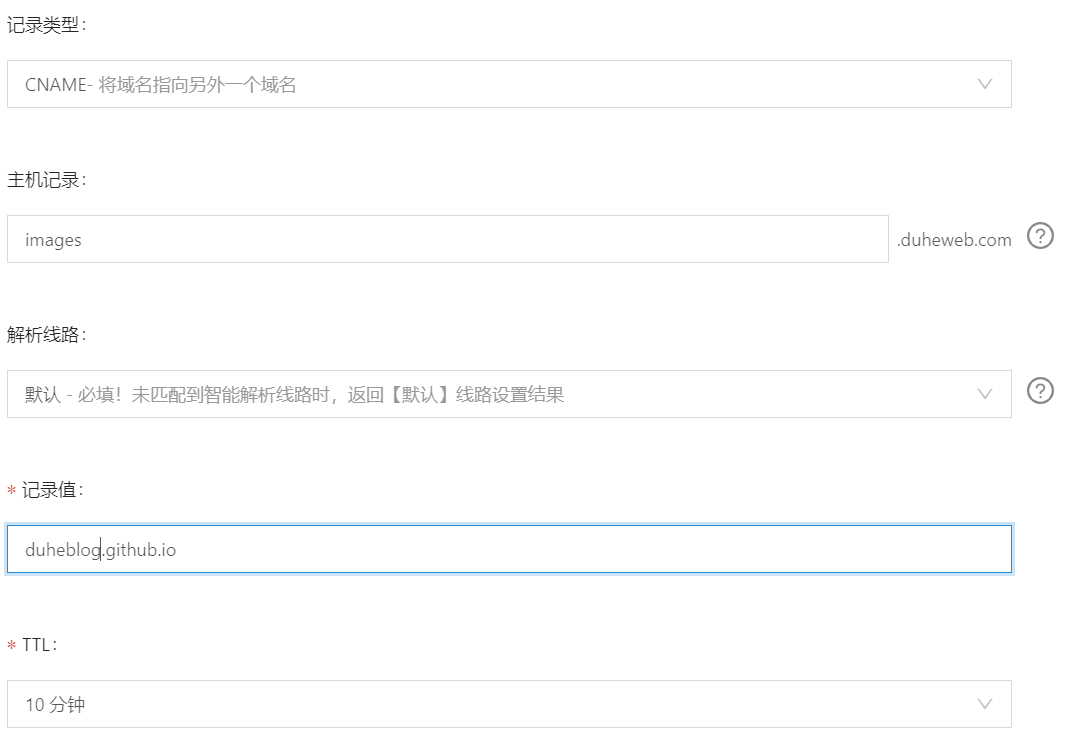 记录类型：
CNAME- 将域名指向另外一个域名
主机记录：
images
.duheweb.com
?
解析线路：
默认 - 必填！未匹配到智能解析线路时，返回【默认】线路设置结果
?
* 记录值：
duheblog.github.io
* TTL：
10 分钟